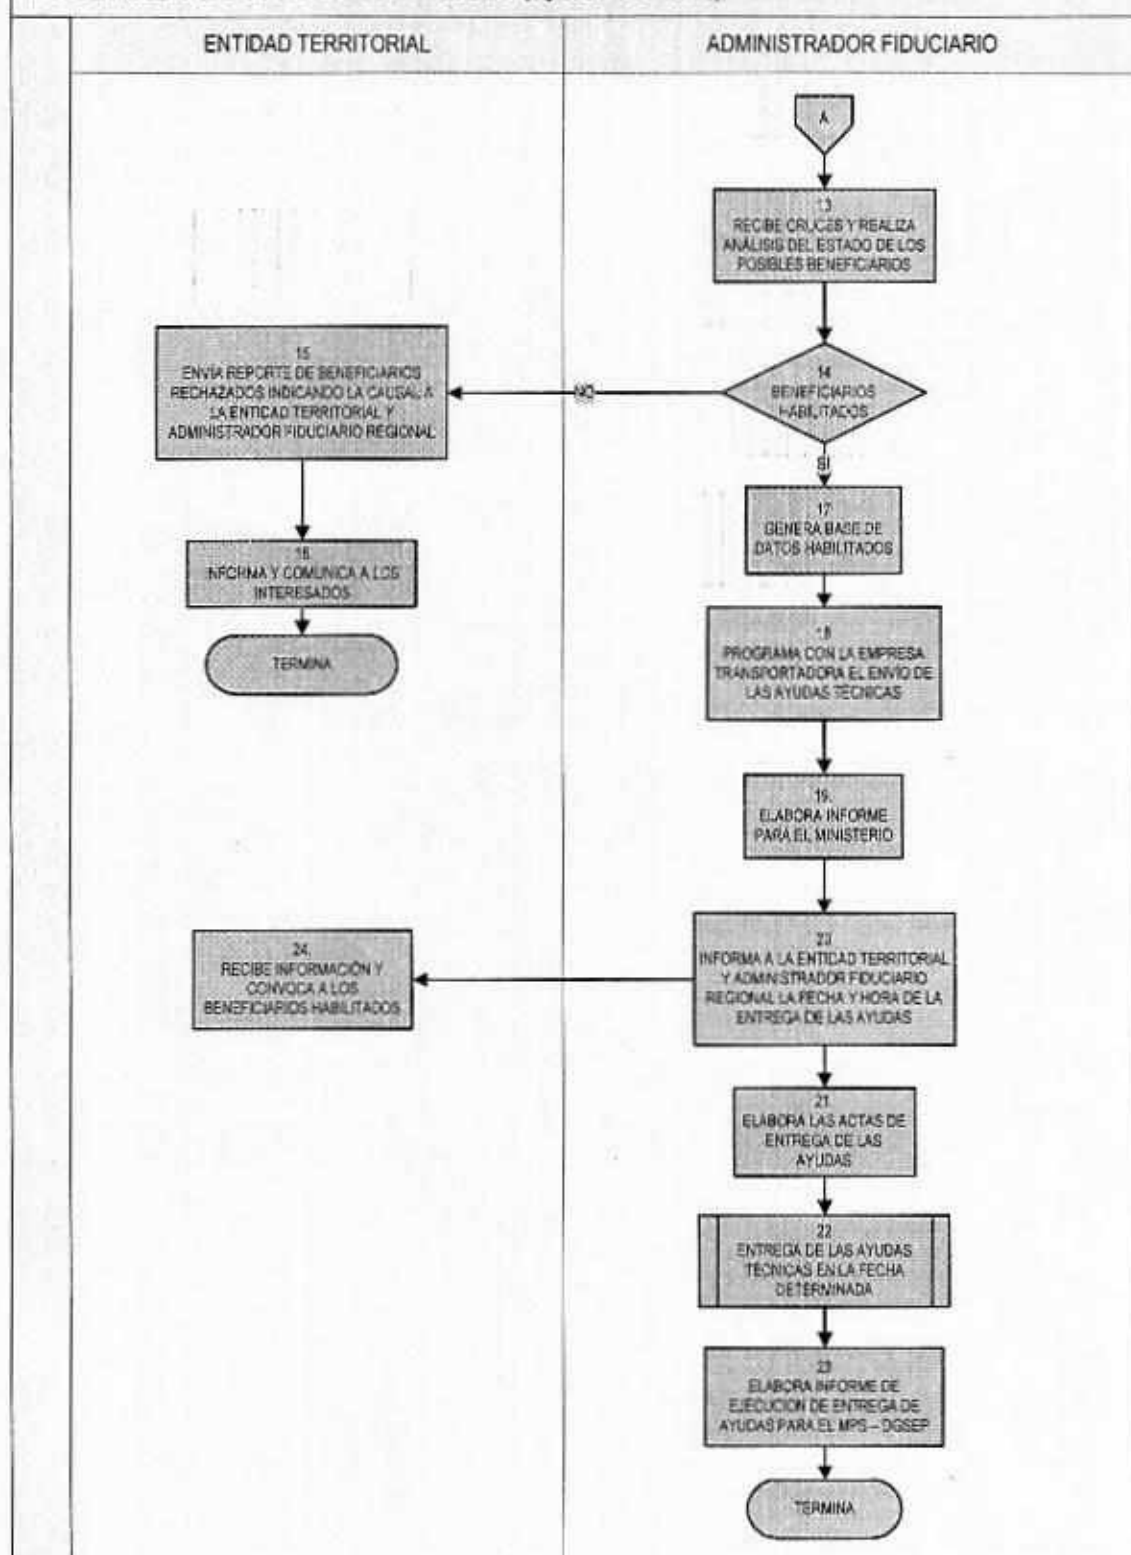 ENTIDAD TERRITORIAL
ADMINISTRADOR FIDUCIARIO
A
13
RECIBE CRUCES Y REALIZA
ANÁLISIS DEL ESTADO DE LOS
POSIBLES BENEFICIARIOS
14
BENEFICIARIOS
HABILITADOS
NO
15
ENVIA REPORTE DE BENEFICIARIOS
RECHAZADOS INDICANDO LA CAUSAL A
LA ENTIDAD TERRITORIAL Y
ADMINISTRADOR FIDUCIARIO REGIONAL
16.
INFORMA Y COMUNICA A LOS
INTERESADOS
TERMINA
SI
17
GENERA BASE DE
DATOS HABILITADOS
18
PROGRAMA CON LA EMPRESA
TRANSPORTADORA EL ENVÍO DE
LAS AYUDAS TÉCNICAS
19.
ELABORA INFORME
PARA EL MINISTERIO
INFORMA A LA ENTIDAD TERRITORIAL
Y ADMINISTRADOR FIDUCIARIO
REGIONAL LA FECHA Y HORA DE LA
ENTREGA DE LAS AYUDAS
24.
RECIBE INFORMACIÓN Y
CONVOCA A LOS
BENEFICIARIOS HABILITADOS
21.
ELABORA LAS ACTAS DE
ENTREGA DE LAS
AYUDAS
22
ENTREGA DE LAS AYUDAS
TÉCNICAS EN LA FECHA
DETERMINADA
23
ELABORA INFORME DE
EJECUCION DE ENTREGA DE
AYUDAS PARA EL MPS – DGSEP
TERMINA